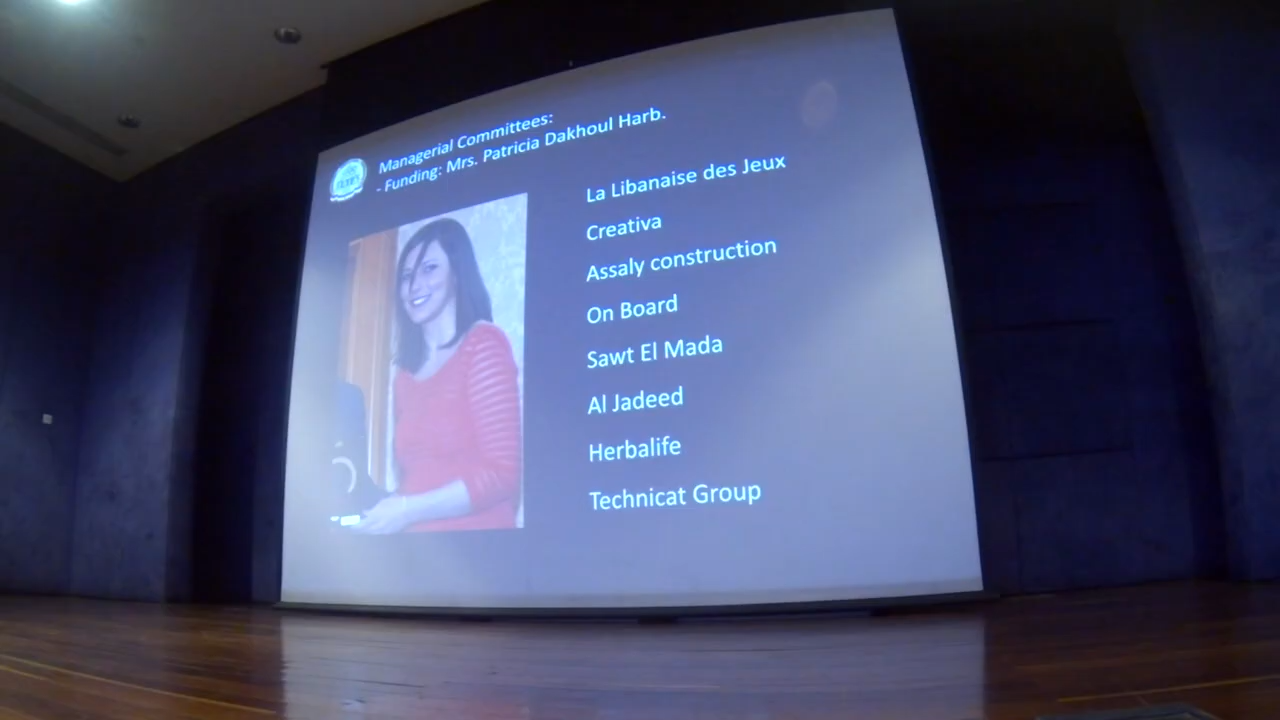 Managerial Committees:
- Funding: Mrs. Patricia Dakhoul Harb.
La Libanaise des Jeux
Creativa
Assaly construction
On Board
Sawt El Mada
Al Jadeed
Herbalife
Technicat Group